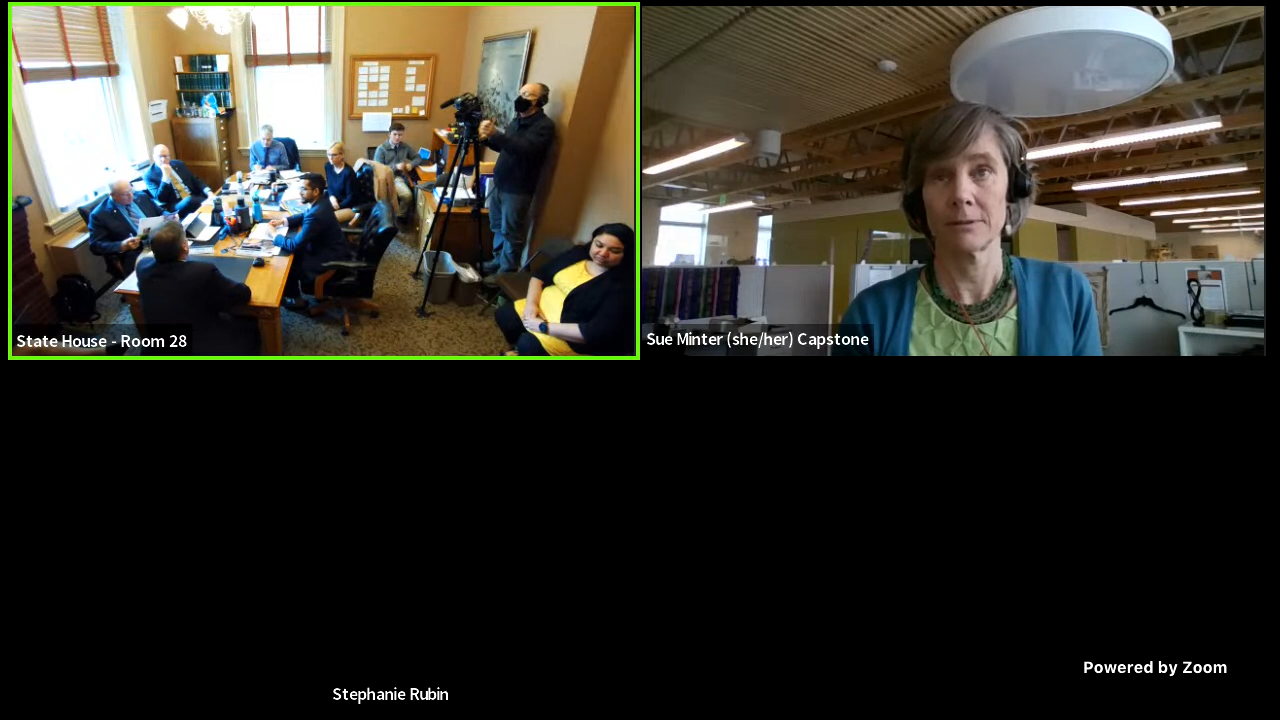 State House - Room 28
Sue Minter (she/her) Capstone
Powered by Zoom
Stephanie Rubin